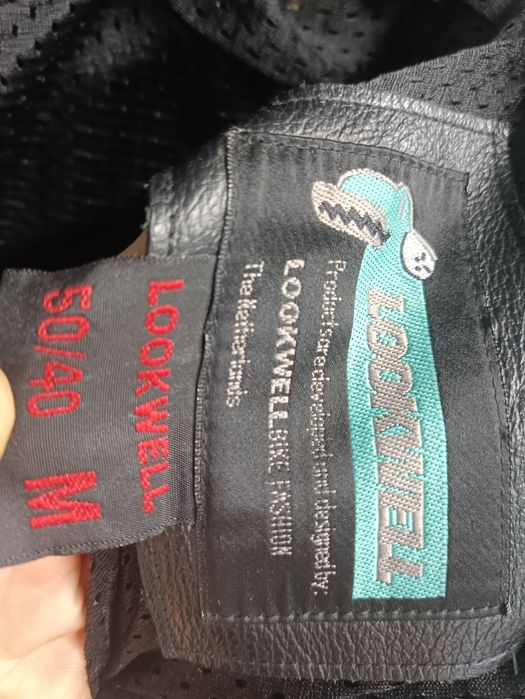 LOOKWELL
Products are developed and designed by:
LOOKWELL BIKE FASHION
The Netherlands
LOOKWELL
50/40 M